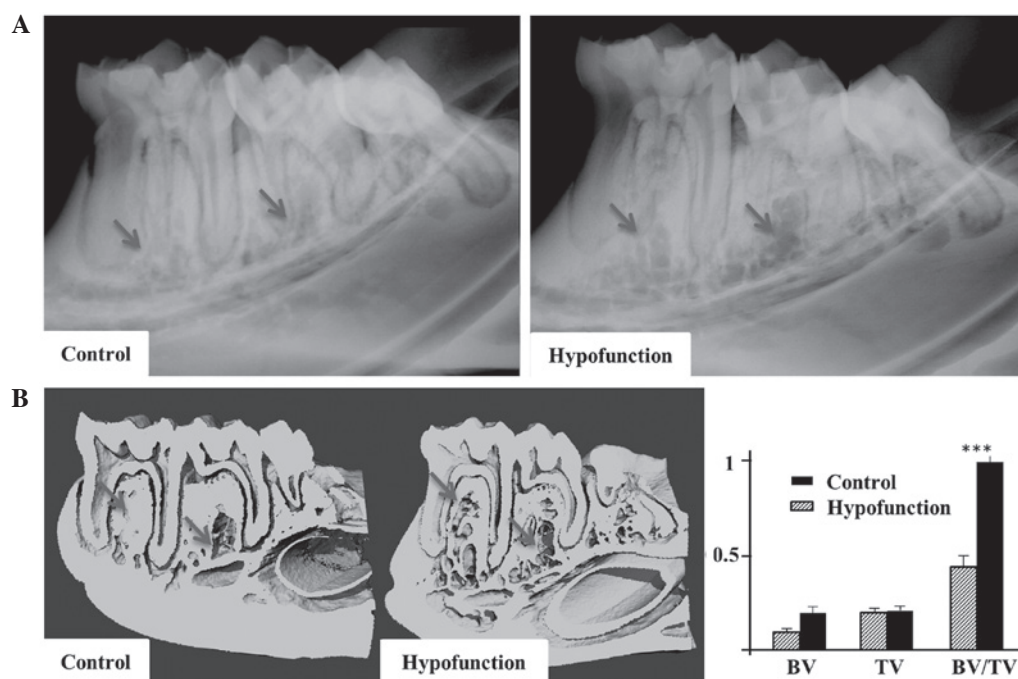 A
Control
Hypofunction
B
Control
Hypofunction
1
***
Control
Hypofunction
0.5
BV
TV
BV/TV